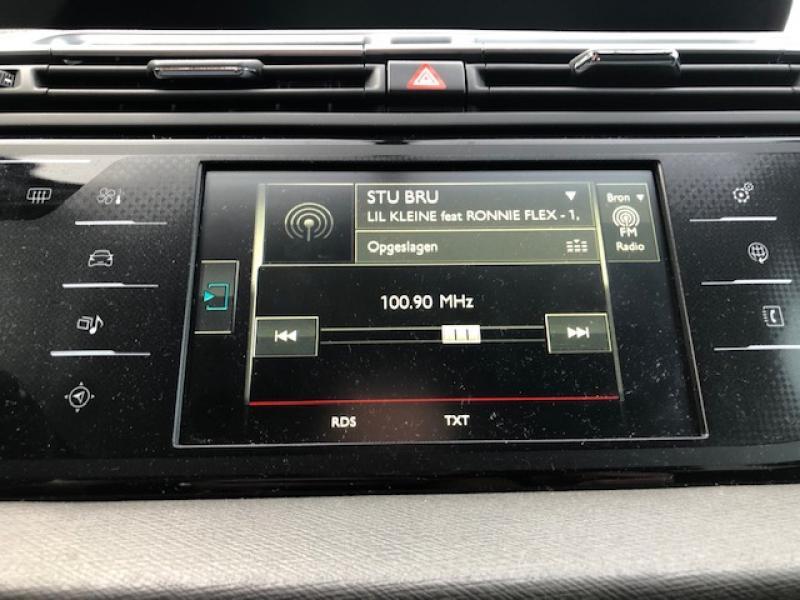 STU BRU
LIL KLEINE feat RONNIE FLEX - 1,
Opgeslagen
Bron
FM
Radio
100.90 MHz
RDS TXT